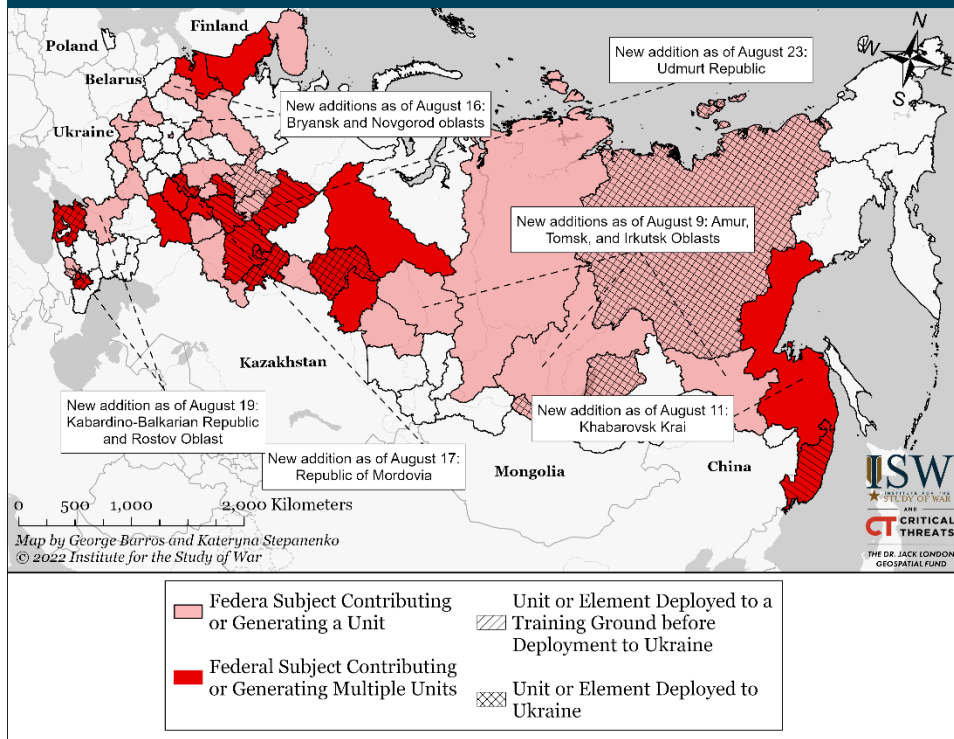 Finland
Poland
Belarus
Ukraine
N
W
E
S
New addition as of August 23:
Udmurt Republic
New additions as of August 16:
Bryansk and Novgorod oblasts
New additions as of August 9: Amur,
Tomsk, and Irkutsk Oblasts
Kazakhstan
New addition as of August 19:
Kabardino-Balkarian Republic
and Rostov Oblast
New addition as of August 11:
Khabarovsk Krai
New addition as of August 17:
Republic of Mordovia
Mongolia
China
0 500 1,000 2,000 Kilometers
Map by George Barros and Kateryna Stepanenko
© 2022 Institute for the Study of War
ISW
INSTITUTE FOR THE
STUDY OF WAR
AND
CT CRITICAL
THREATS
THE DR. JACK LONDON
GEOSPATIAL FUND
Federa Subject Contributing
or Generating a Unit
Federal Subject Contributing
or Generating Multiple Units
Unit or Element Deployed to a
Training Ground before
Deployment to Ukraine
Unit or Element Deployed to
Ukraine